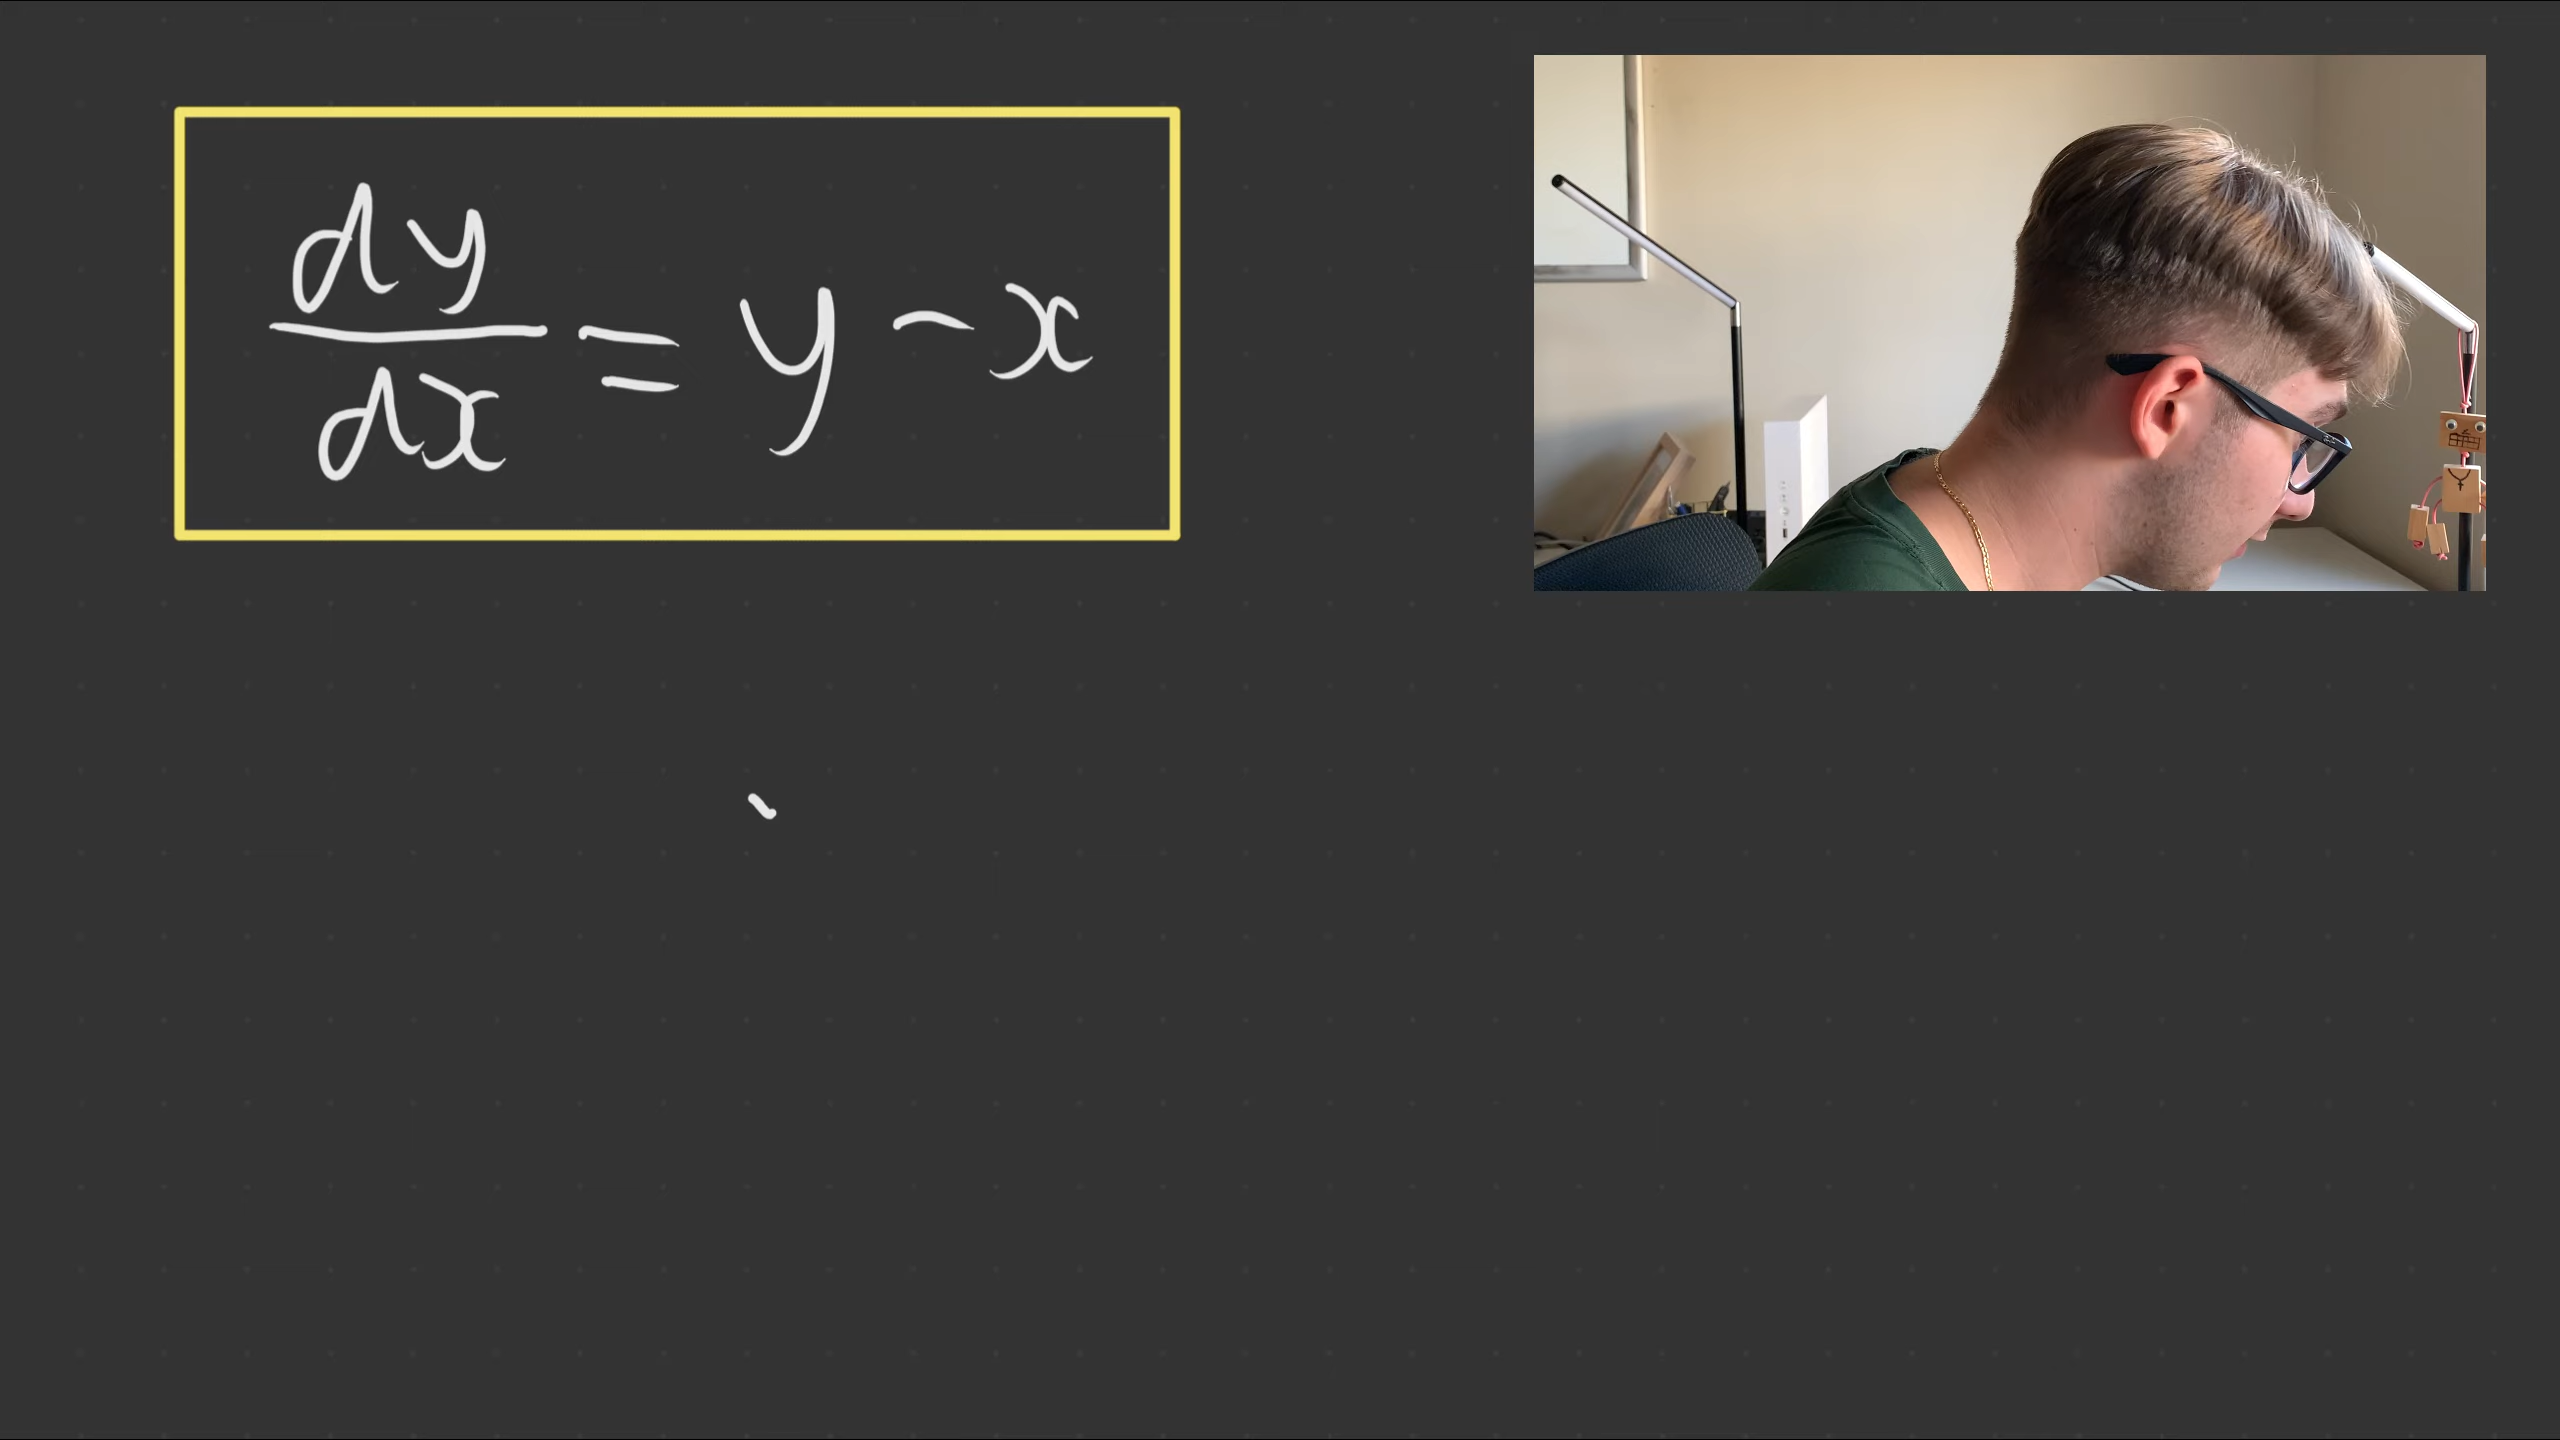 dy/dx = y - x